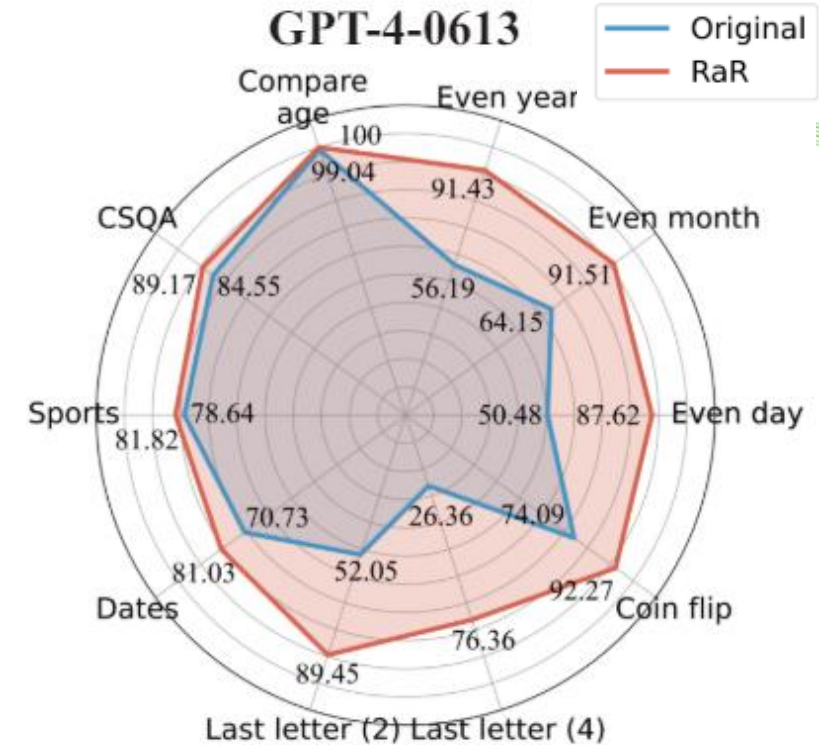 GPT-4-0613
Original
RaR
Compare
age
Even year
100
99.04
91.43
CSQA
Even month
89.17
84.55
56.19
91.51
64.15
Sports
78.64
50.48
87.62
Even day
81.82
70.73
26.36
74.09
81.03
52.05
92.27
Dates
Coin flip
76.36
89.45
Last letter (2)
Last letter (4)